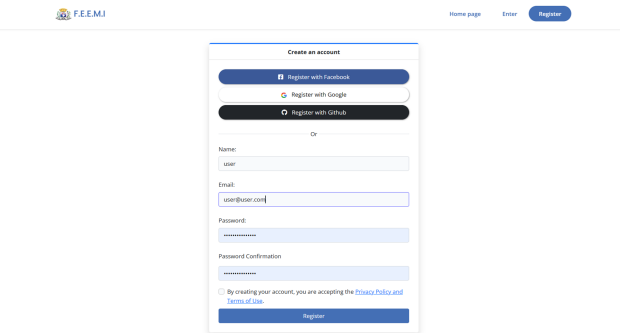 F.E.E.M.I
Home page
Enter
Register
Create an account
Register with Facebook
G Register with Google
Register with Github
Or
Name:
user
Email:
user@user.com
Password:
•••••••••••••••
Password Confirmation
•••••••••••••••
By creating your account, you are accepting the Privacy Policy and
Terms of Use.
Register